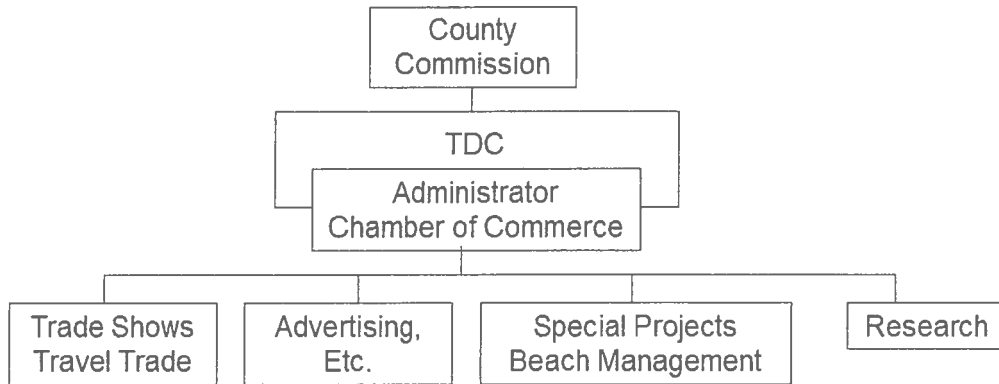 County
Commission
TDC
Administrator
Chamber of Commerce
Trade Shows
Travel Trade
Advertising,
Etc.
Special Projects
Beach Management
Research